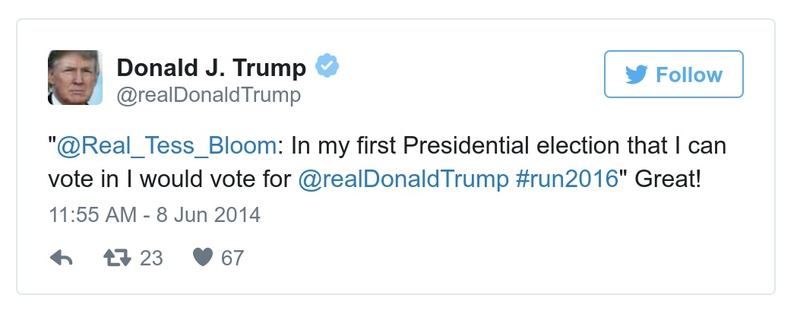 Donald J. Trump
@realDonaldTrump
Follow
"@Real_Tess_Bloom: In my first Presidential election that I can
vote in I would vote for @realDonaldTrump #run2016" Great!
11:55 AM - 8 Jun 2014
23 67